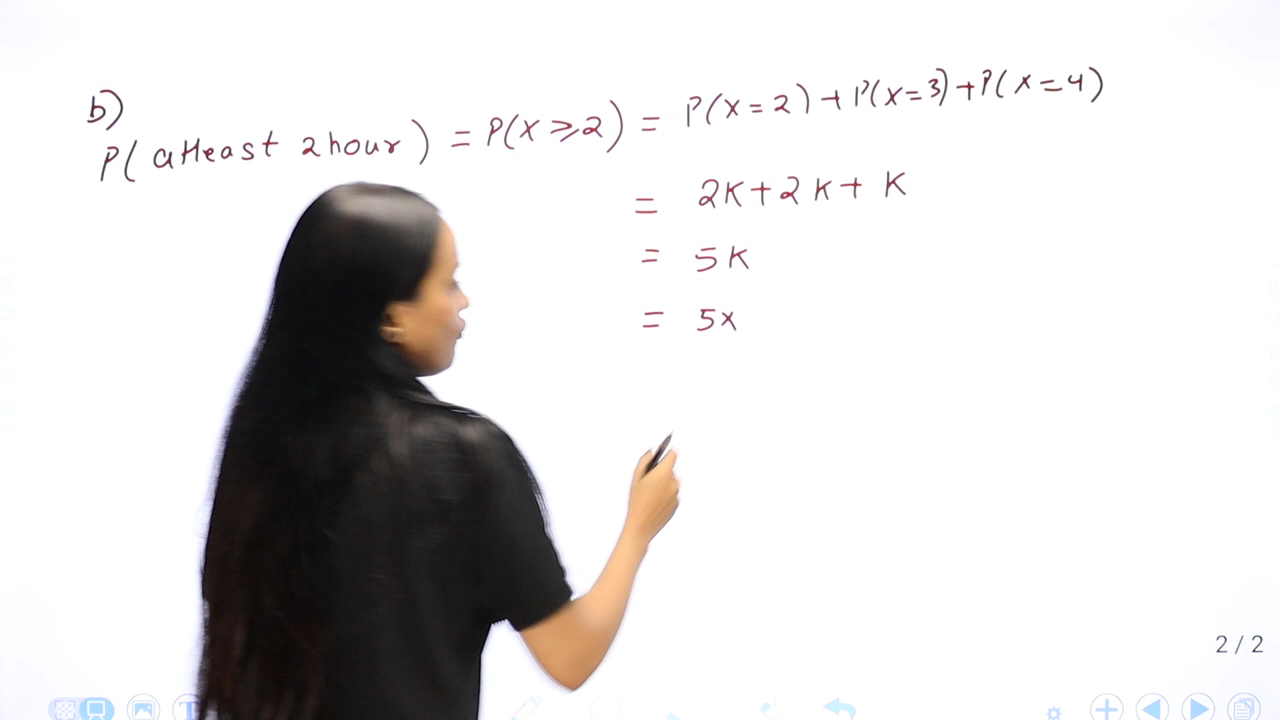 b)
P( atleast 2 hour ) = P(X ⩾ 2) = P(X = 2) + P(X = 3) + P(X = 4)
= 2K + 2K + K
= 5K
= 5x
2 / 2